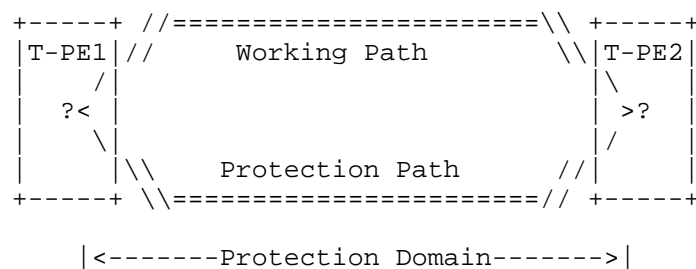 +-----+ //=======================\\ +-----+
|T-PE1|//     Working Path      \\|T-PE2|
|    /|                           |\    |
|  ?< |                           | >?  |
|    \|                           |/    |
|     |\\    Protection Path     //|     |
+-----+ \\=======================// +-----+
|<-------Protection Domain------->|